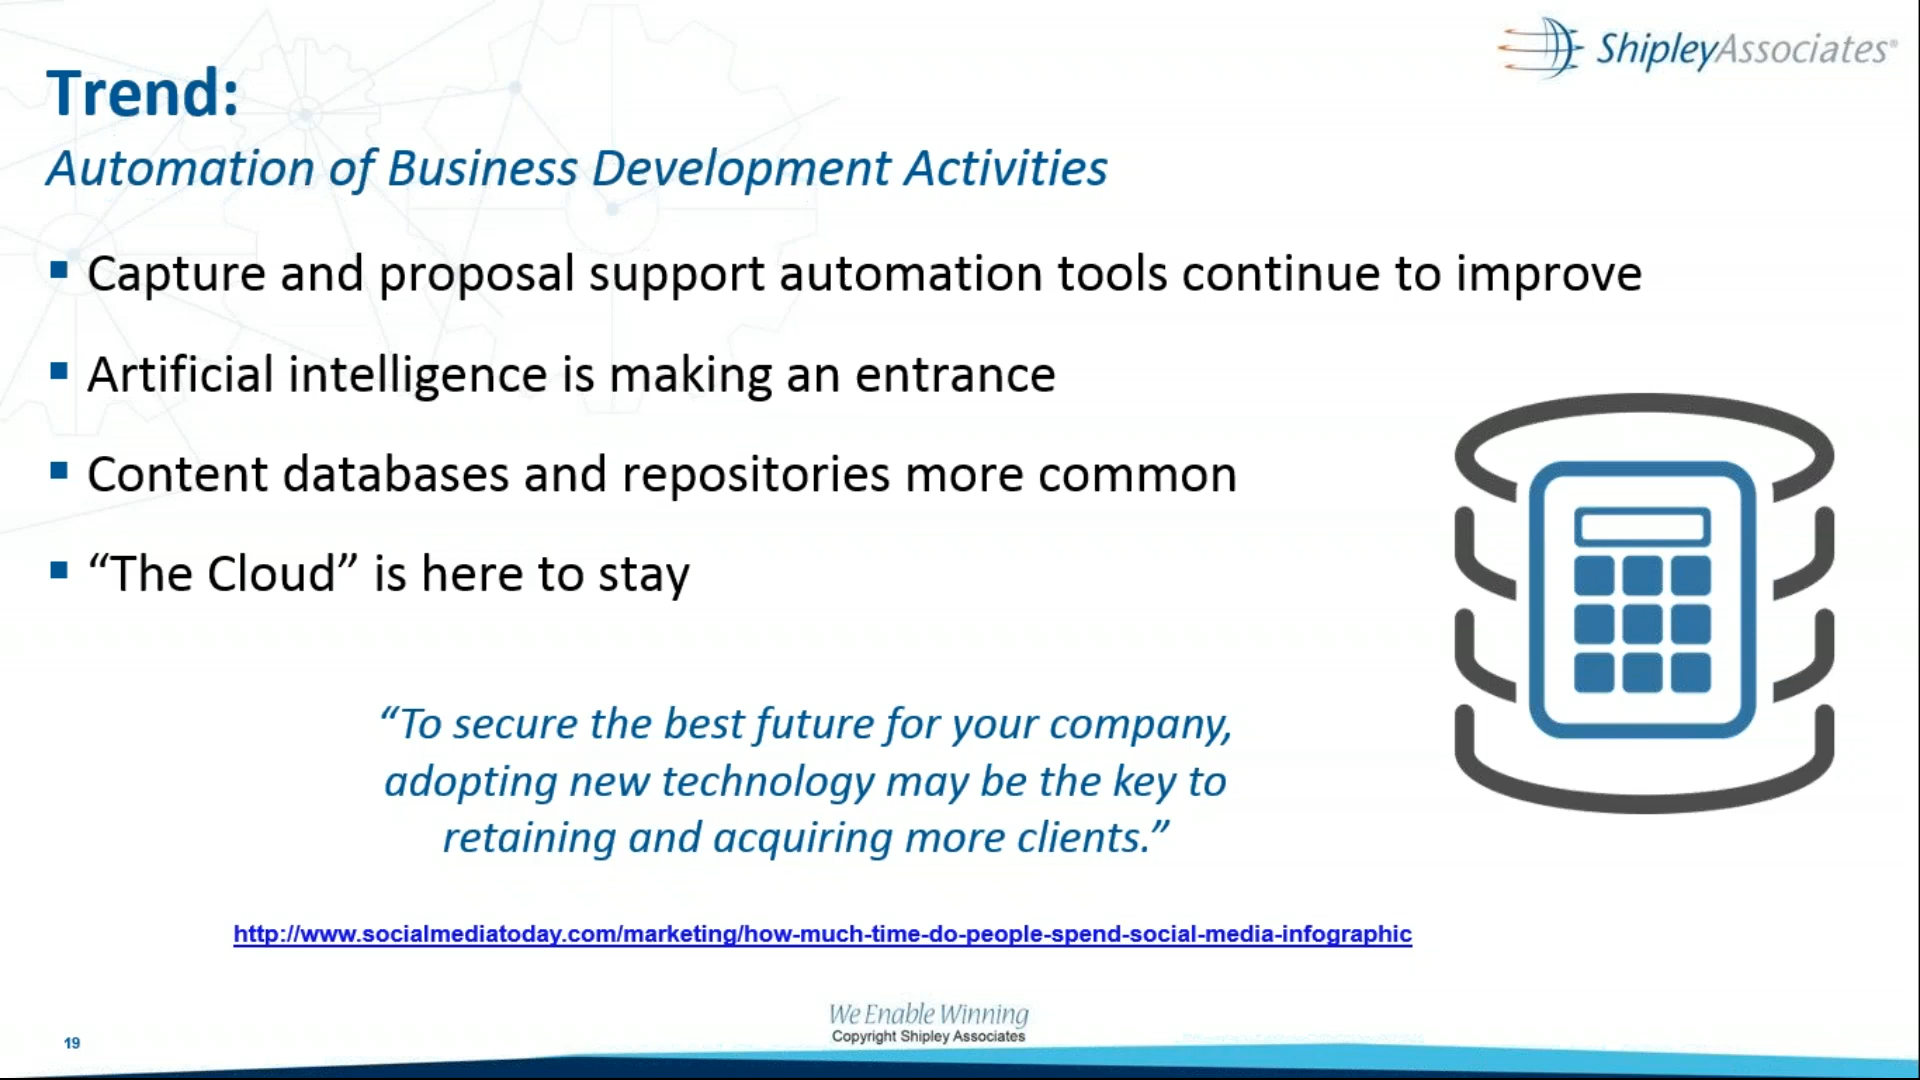 ShipleyAssociates®
Trend:
Automation of Business Development Activities
▪ Capture and proposal support automation tools continue to improve
▪ Artificial intelligence is making an entrance
▪ Content databases and repositories more common
▪ “The Cloud” is here to stay
“To secure the best future for your company,
adopting new technology may be the key to
retaining and acquiring more clients.”
http://www.socialmediatoday.com/marketing/how-much-time-do-people-spend-social-media-infographic
We Enable Winning
Copyright Shipley Associates
19